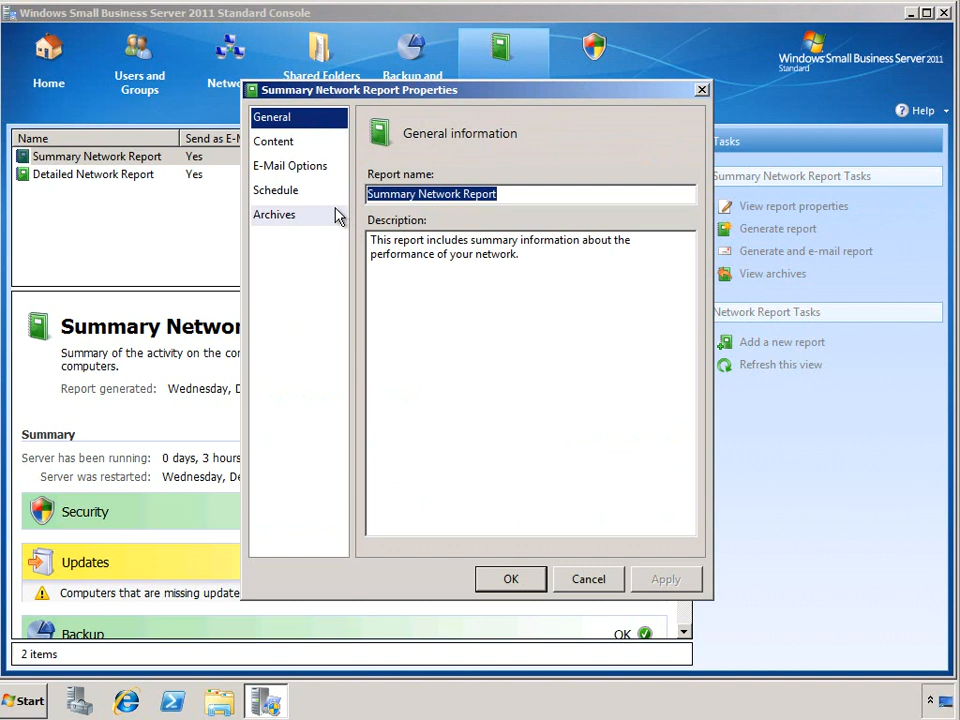 Windows Small Business Server 2011 Standard Console
Home
Users and
Groups
Shared Folders
Backup and
Windows Small Business Server 2011
Standard
Help
Name
Send as E-M
Summary Network Report
Yes
Detailed Network Report
Yes
Summary Network Report Properties
General
Content
E-Mail Options
Schedule
Archives
General information
Report name:
Summary Network Report
Description:
This report includes summary information about the
performance of your network.
OK
Cancel
Apply
Tasks
Summary Network Report Tasks
View report properties
Generate report
Generate and e-mail report
View archives
Network Report Tasks
Add a new report
Refresh this view
Summary Networ
Summary of the activity on the co
computers.
Report generated: Wednesday, D
Summary
Server has been running: 0 days, 3 hours
Server was restarted: Wednesday, De
Security
Updates
Computers that are missing update
Backup
OK
2 items
Start